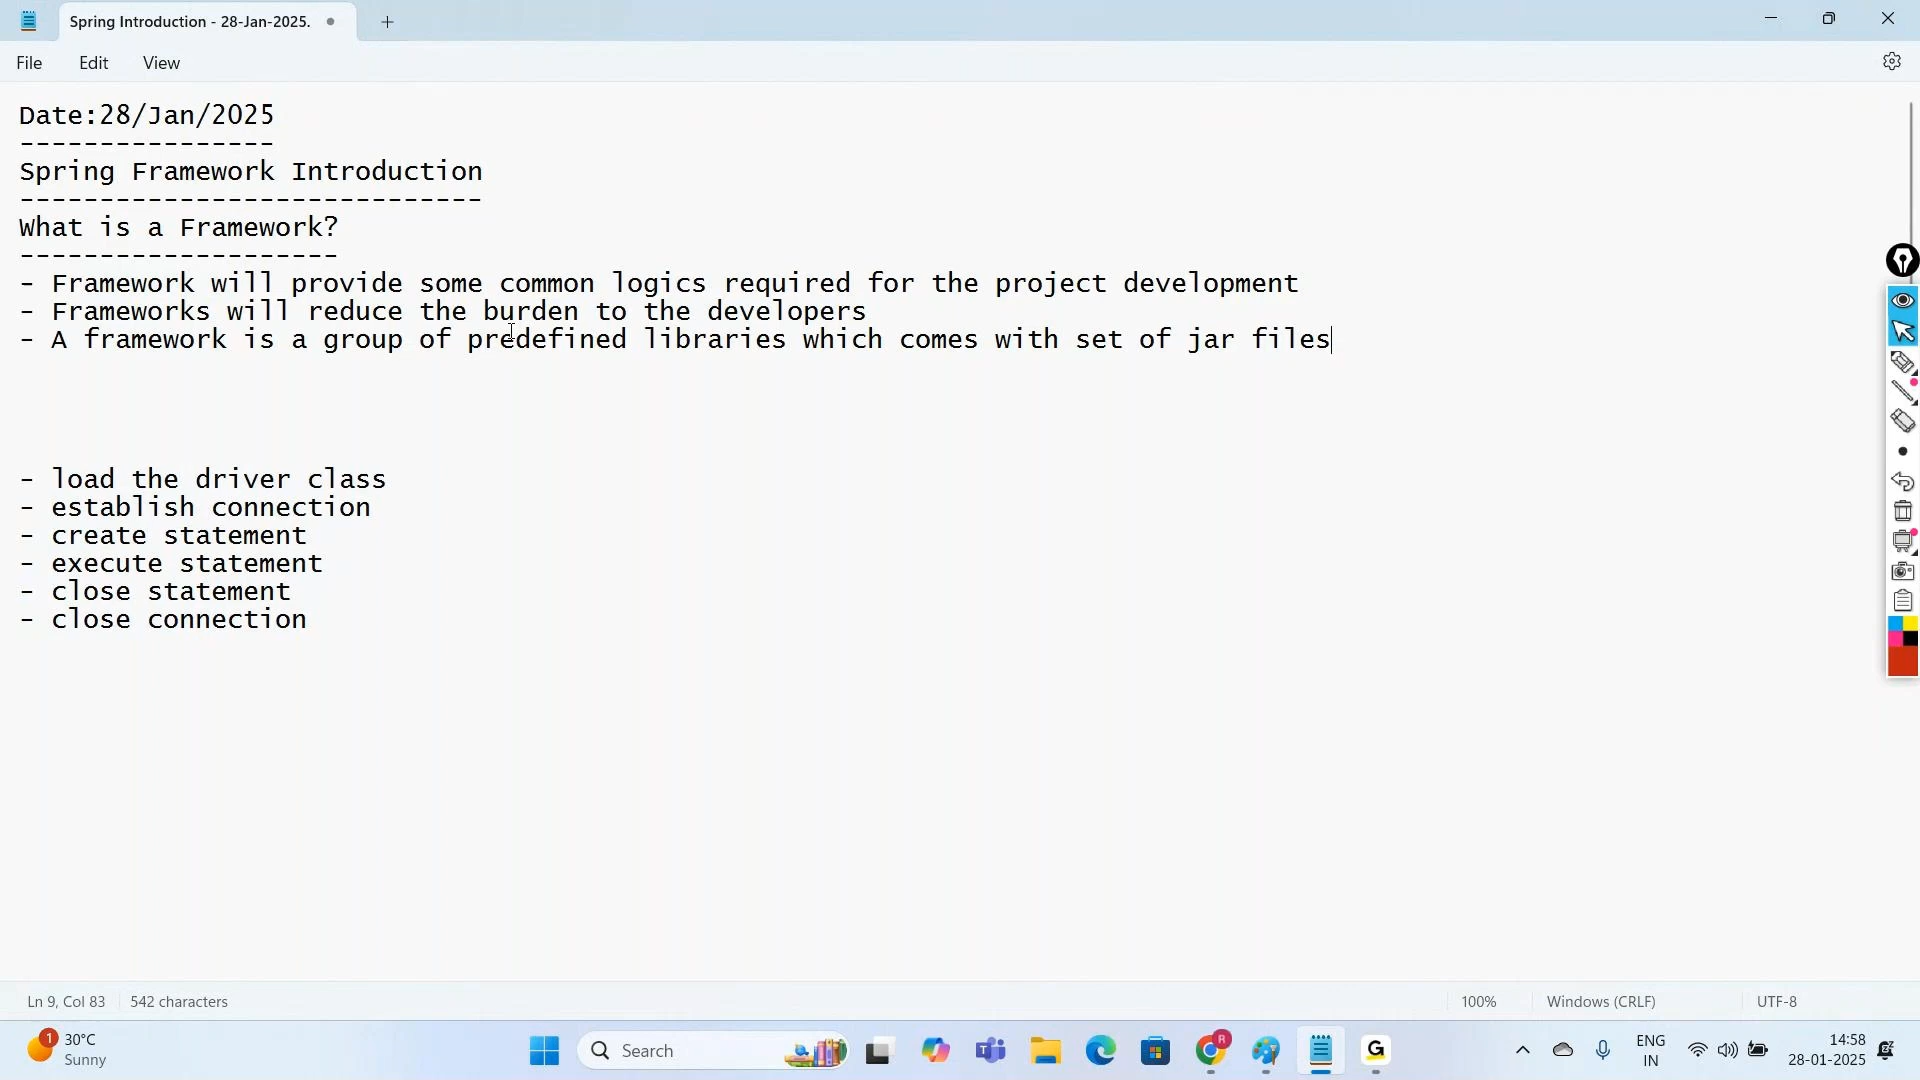 Spring Introduction - 28-Jan-2025.
File Edit View
Date:28/Jan/2025
----------------
Spring Framework Introduction
-----------------------------
What is a Framework?
--------------------
- Framework will provide some common logics required for the project development
- Frameworks will reduce the burden to the developers
- A framework is a group of predefined libraries which comes with set of jar files
- load the driver class
- establish connection
- create statement
- execute statement
- close statement
- close connection
Ln 9, Col 83 542 characters 100% Windows (CRLF) UTF-8
1 30°C
Sunny
Search
R
G
ENG
IN
14:58
28-01-2025